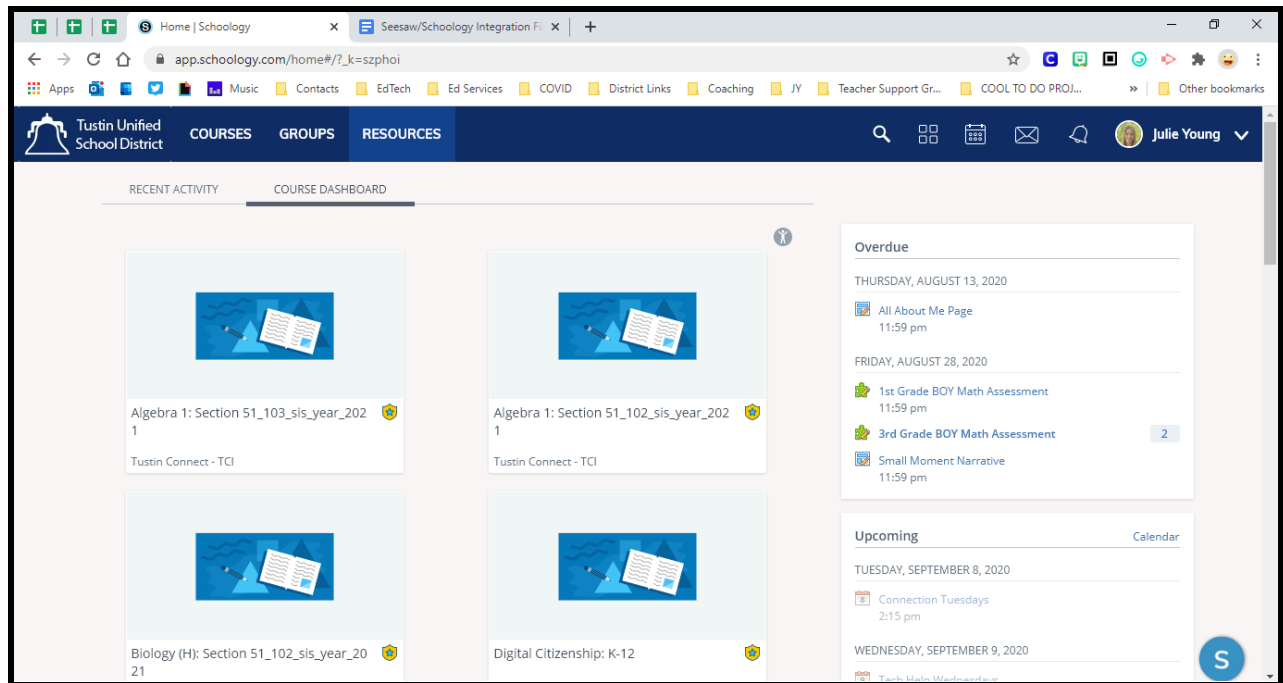 Home | Schoology
Seesaw/Schoology Integration Fi
app.schoology.com/home#/?_k=szphoi
Apps
Music
Contacts
EdTech
Ed Services
COVID
District Links
Coaching
JY
Teacher Support Gr...
COOL TO DO PROJ...
Other bookmarks
Tustin Unified
School District
COURSES
GROUPS
RESOURCES
Julie Young
RECENT ACTIVITY
COURSE DASHBOARD
Algebra 1: Section 51_103_sis_year_202
1
Tustin Connect - TCI
Algebra 1: Section 51_102_sis_year_202
1
Tustin Connect - TCI
Biology (H): Section 51_102_sis_year_20
21
Digital Citizenship: K-12
Overdue
THURSDAY, AUGUST 13, 2020
All About Me Page
11:59 pm
FRIDAY, AUGUST 28, 2020
1st Grade BOY Math Assessment
11:59 pm
3rd Grade BOY Math Assessment
2
Small Moment Narrative
11:59 pm
Upcoming
Calendar
TUESDAY, SEPTEMBER 8, 2020
8
Connection Tuesdays
2:15 pm
WEDNESDAY, SEPTEMBER 9, 2020
9
Tech Help Wednesdays
S